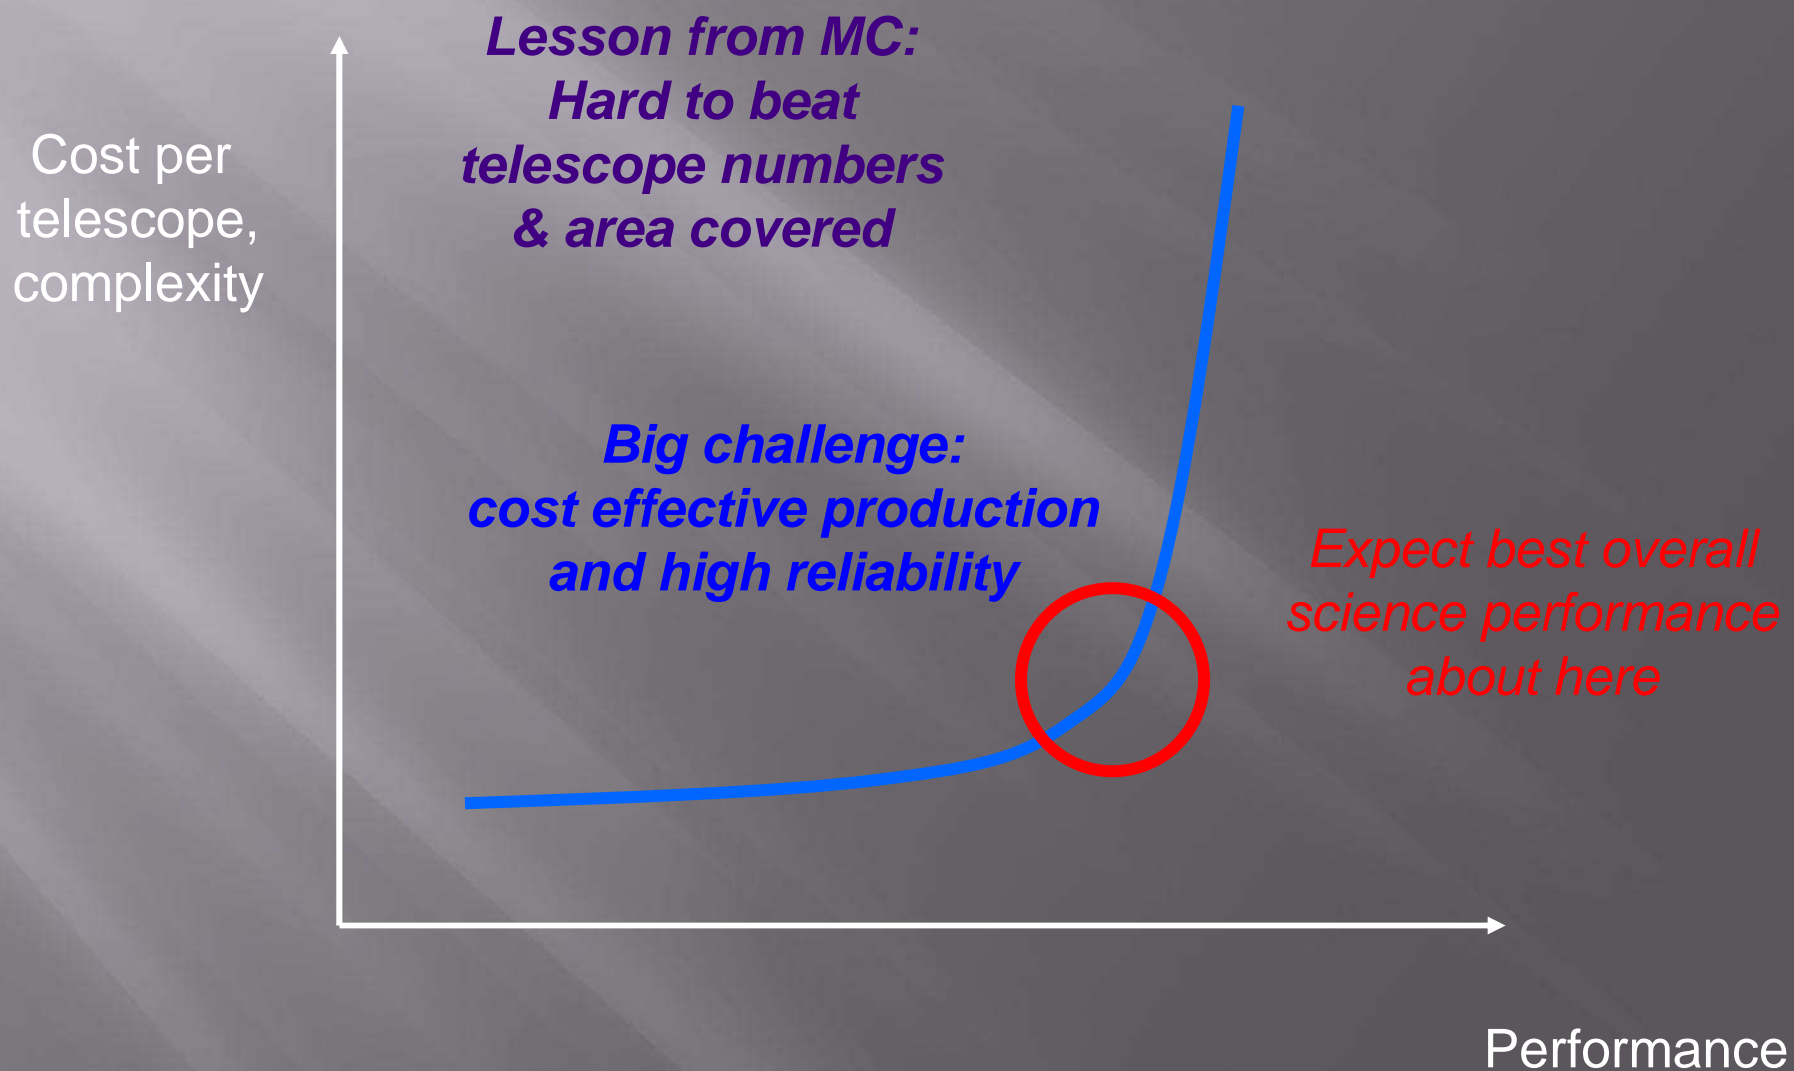 Lesson from MC:
Hard to beat
telescope numbers
& area covered
Cost per
telescope,
complexity
Big challenge:
cost effective production
and high reliability
Expect best overall
science performance
about here
Performance